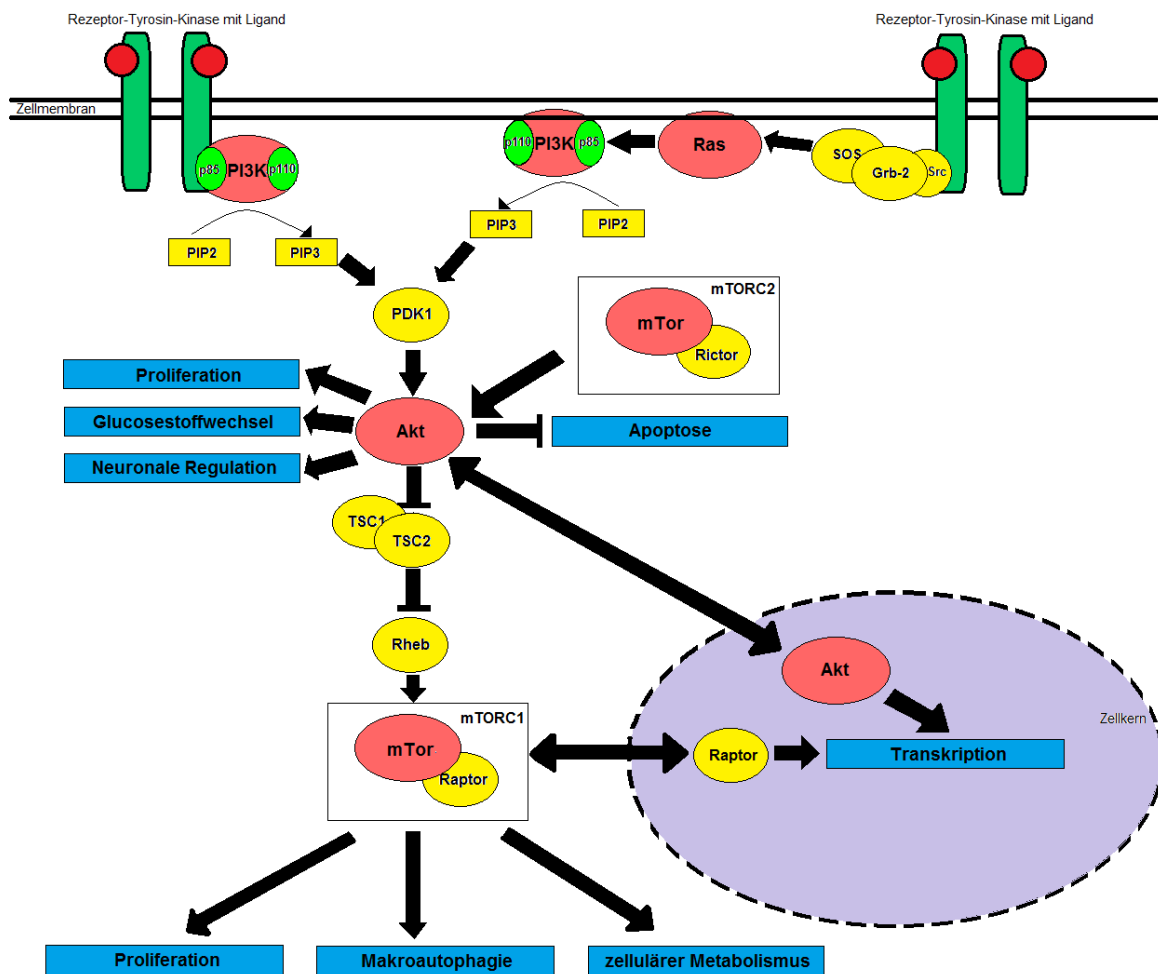 Rezeptor-Tyrosin-Kinase mit Ligand
Rezeptor-Tyrosin-Kinase mit Ligand
Zellmembran
p85
PI3K
p110
p110
PI3K
p85
Ras
SOS
Grb-2
Src
PIP2
PIP3
PIP3
PIP2
PDK1
mTORC2
mTor
Rictor
Proliferation
Glucosestoffwechsel
Neuronale Regulation
Akt
Apoptose
TSC1
TSC2
Rheb
mTORC1
mTor
Raptor
Akt
Zellkern
Raptor
Transkription
Proliferation
Makroautophagie
zellulärer Metabolismus